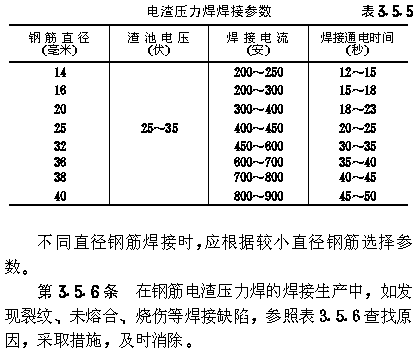 电渣压力焊焊接参数 表3.5.5
钢筋直径(毫米) 渣池电压(伏) 焊接电流(安) 焊接通电时间(秒)
14 200～250 12～15
16 200～300 15～18
20 300～400 18～23
25 25～35 400～450 20～25
32 450～600 30～35
36 600～700 35～40
38 700～800 40～45
40 800～900 45～50
不同直径钢筋焊接时,应根据较小直径钢筋选择参
数。
第3.5.6条 在钢筋电渣压力焊的焊接生产中,如发
现裂纹、未熔合、烧伤等焊接缺陷,参照表3.5.6查找原
因,采取措施,及时消除。